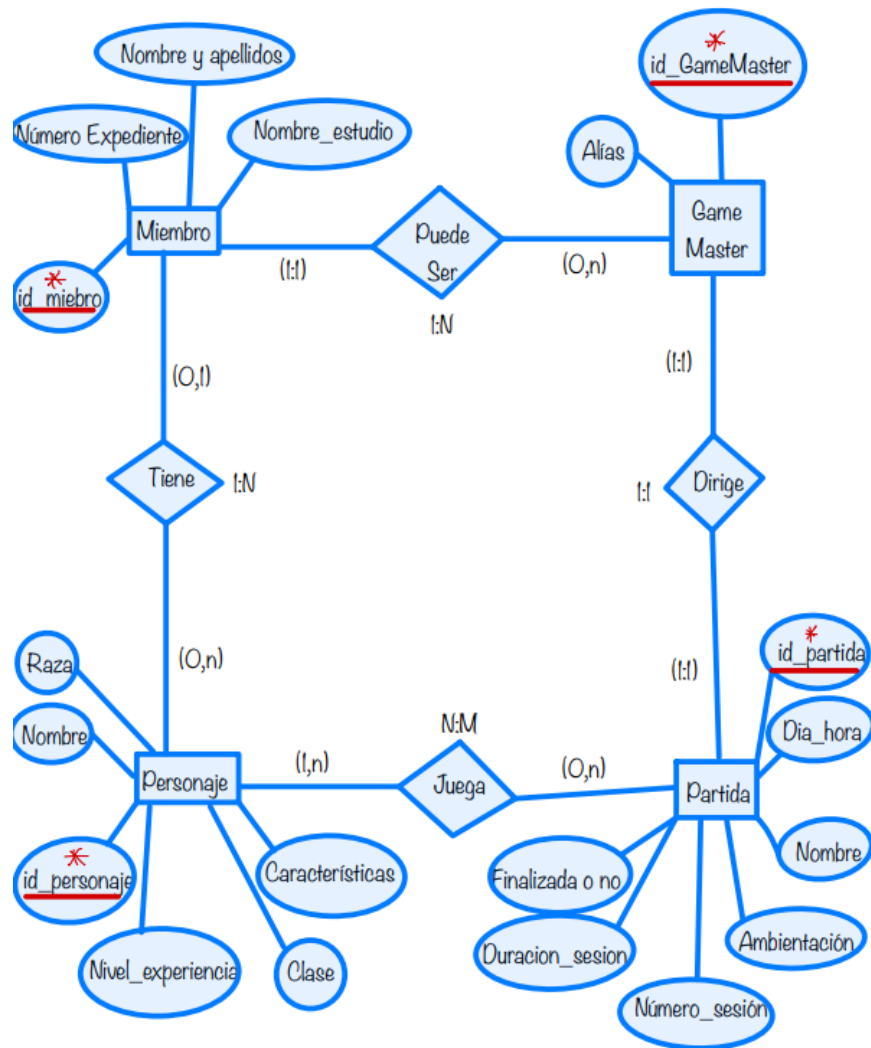 Nombre y apellidos
*
id_GameMaster
Número Expediente
Nombre_estudio
Alías
Miembro
Puede
Ser
Game
Master
(1:1)
(0,n)
*
id_miebro
1:N
(0,1)
(1:1)
Tiene
1:N
1:1
Dirige
Raza
(0,n)
(1:1)
*
id_partida
Nombre
N:M
Dia_hora
Personaje
(1,n)
Juega
(0,n)
Partida
*
id_personaje
Características
Finalizada o no
Nombre
Nivel_experiencia
Clase
Duracion_sesion
Ambientación
Número_sesión